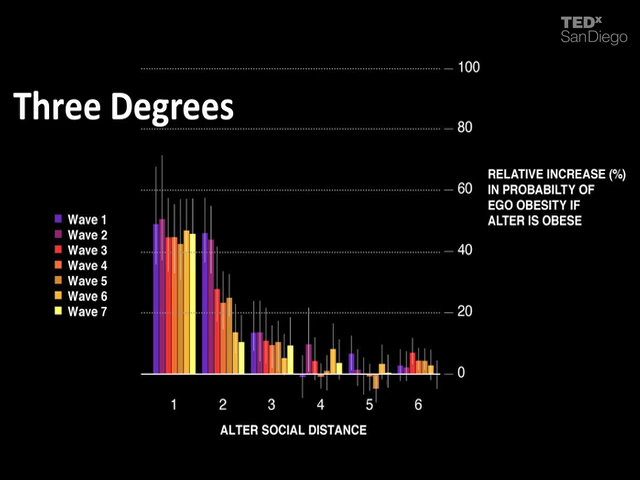 TEDx
SanDiego
Three Degrees
100
80
60
40
20
0
RELATIVE INCREASE (%)
IN PROBABILTY OF
EGO OBESITY IF
ALTER IS OBESE
Wave 1
Wave 2
Wave 3
Wave 4
Wave 5
Wave 6
Wave 7
1 2 3 4 5 6
ALTER SOCIAL DISTANCE